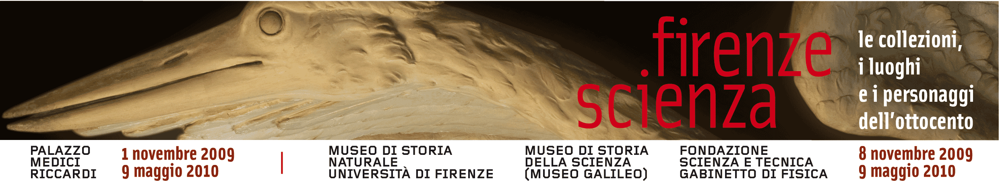 .firenze
scienza
le collezioni,
i luoghi
e i personaggi
dell'ottocento
PALAZZO
MEDICI
RICCARDI
1 novembre 2009
9 maggio 2010
MUSEO DI STORIA
NATURALE
UNIVERSITÀ DI FIRENZE
MUSEO DI STORIA
DELLA SCIENZA
(MUSEO GALILEO)
FONDAZIONE
SCIENZA E TECNICA
GABINETTO DI FISICA
8 novembre 2009
9 maggio 2010